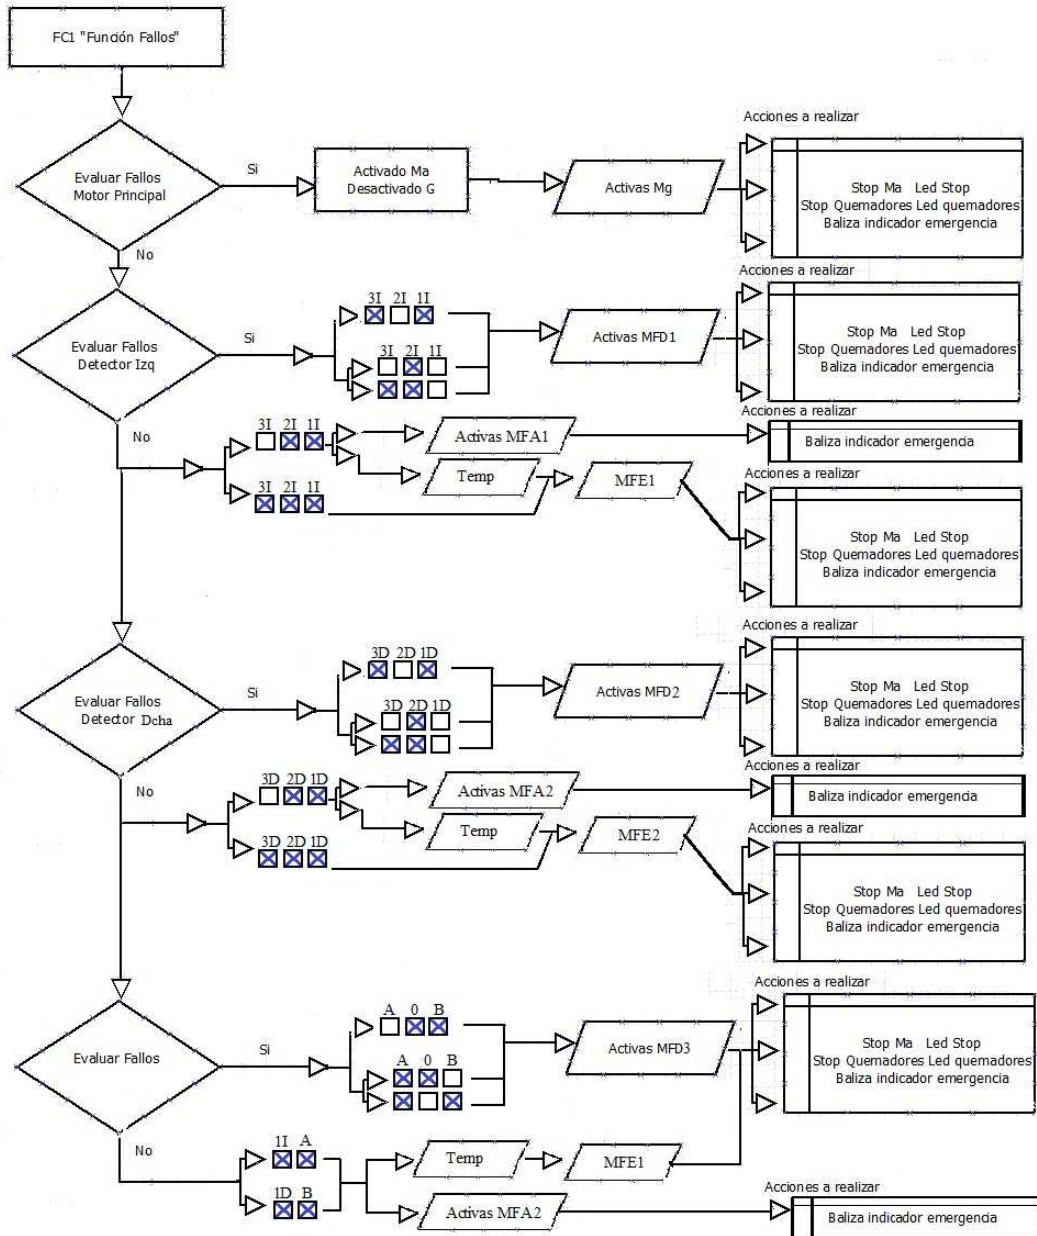 FC1 "Función Fallos"
Acciones a realizar
Evaluar Fallos
Motor Principal
Si
Activado Ma
Desactivado G
Activas Mg
Stop Ma Led Stop
Stop Quemadores Led quemadores
Baliza indicador emergencia
No
Acciones a realizar
Evaluar Fallos
Detector Izq
Si
3I 2I 1I
3I 2I 1I
Activas MFD1
Stop Ma Led Stop
Stop Quemadores Led quemadores
Baliza indicador emergencia
No
3I 2I 1I
3I 2I 1I
Activas MFA1
Acciones a realizar
Baliza indicador emergencia
Temp
MFE1
Acciones a realizar
Stop Ma Led Stop
Stop Quemadores Led quemadores
Baliza indicador emergencia
Acciones a realizar
Evaluar Fallos
Detector Dcha
Si
3D 2D 1D
3D 2D 1D
Activas MFD2
Stop Ma Led Stop
Stop Quemadores Led quemadores
Baliza indicador emergencia
No
3D 2D 1D
3D 2D 1D
Activas MFA2
Acciones a realizar
Baliza indicador emergencia
Temp
MFE2
Acciones a realizar
Stop Ma Led Stop
Stop Quemadores Led quemadores
Baliza indicador emergencia
Acciones a realizar
Evaluar Fallos
Si
A 0 B
A 0 B
Activas MFD3
Stop Ma Led Stop
Stop Quemadores Led quemadores
Baliza indicador emergencia
No
1I A
1D B
Temp
MFE1
Activas MFA2
Acciones a realizar
Baliza indicador emergencia